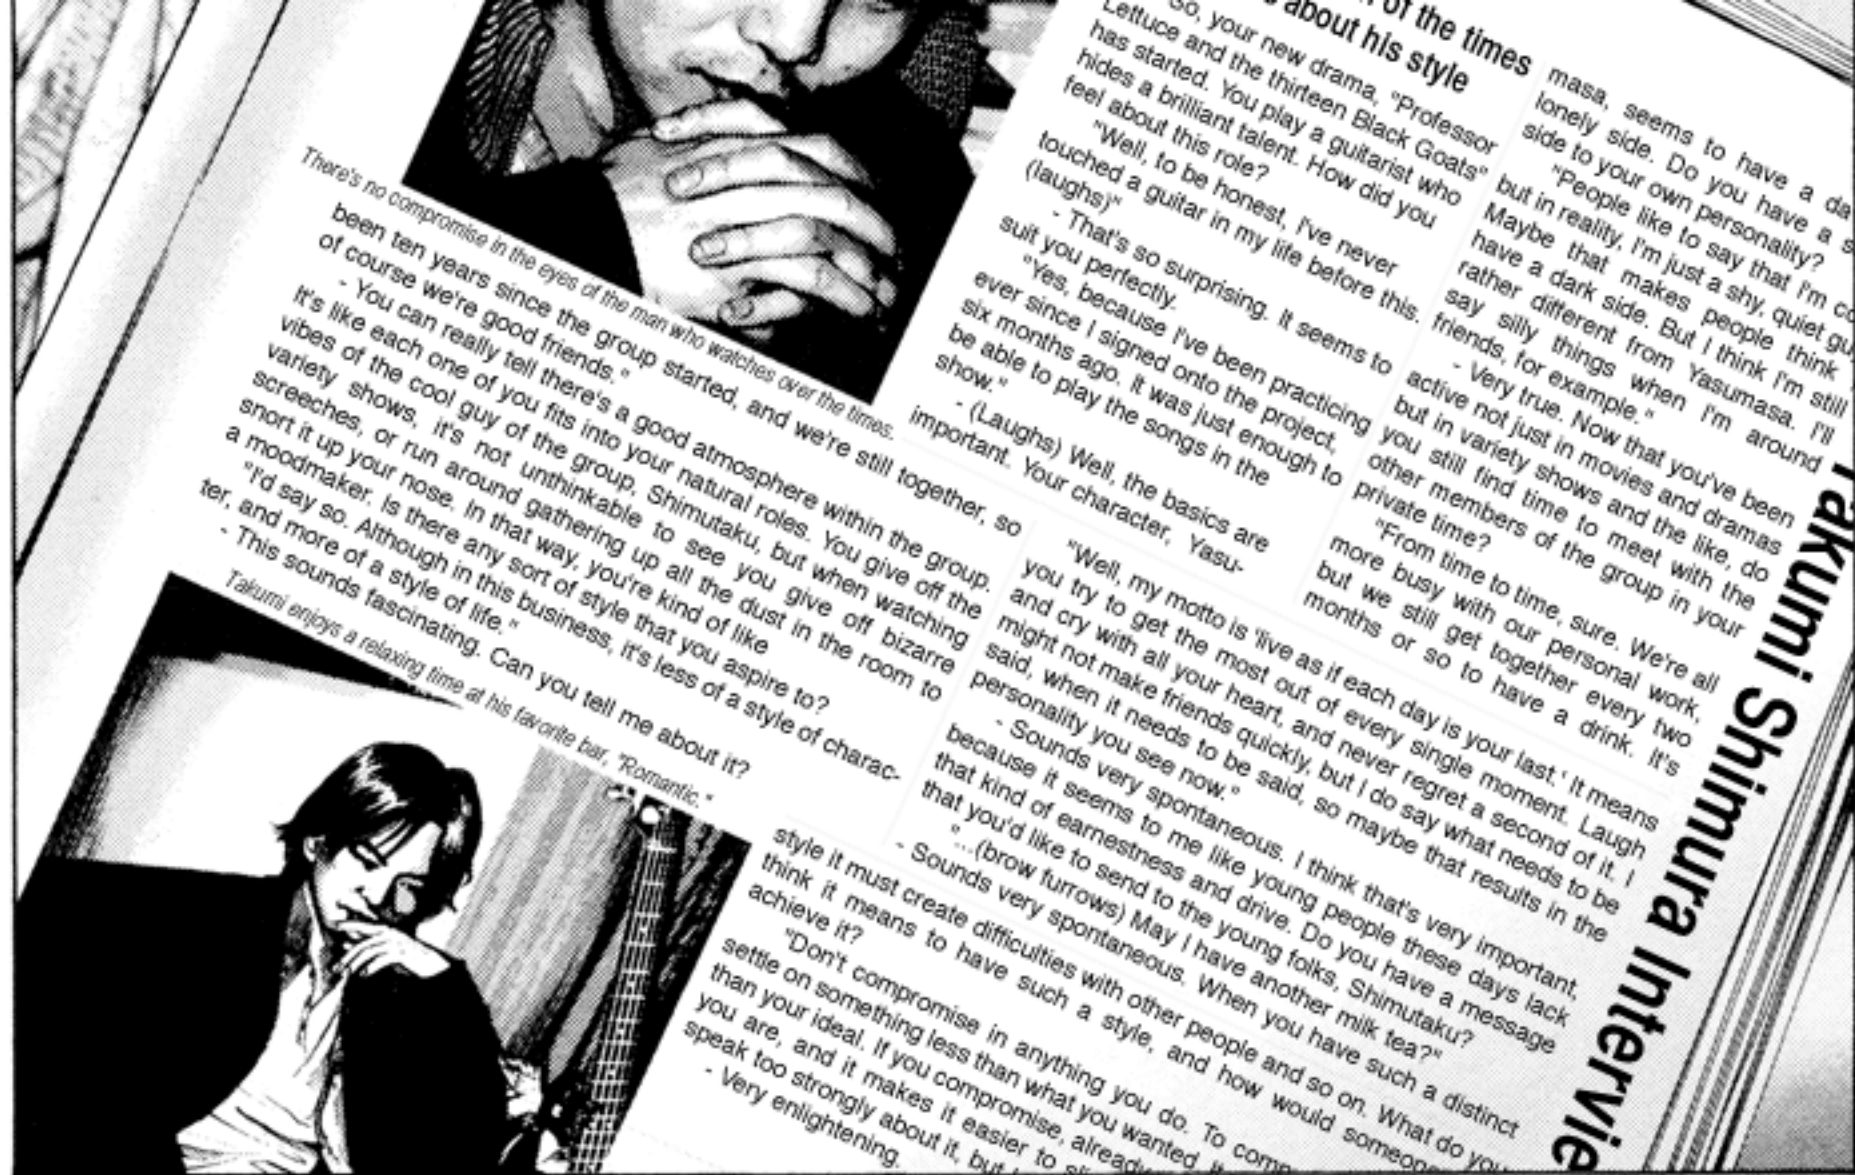 Takumi Shimura Intervie
of the times
about his style
So, your new drama, "Professor
Lettuce and the thirteen Black Goats"
has started. You play a guitarist who
hides a brilliant talent. How did you
feel about this role?
"Well, to be honest, I've never
touched a guitar in my life before this.
(laughs)"
- That's so surprising. It seems to
suit you perfectly.
"Yes, because I've been practicing
ever since I signed onto the project,
six months ago. It was just enough to
be able to play the songs in the
show."
- (Laughs) Well, the basics are
important. Your character, Yasu-
masa, seems to have a da
lonely side. Do you have a s
side to your own personality?
"People like to say that I'm co
but in reality, I'm just a shy, quiet gu
Maybe that makes people think
have a dark side. But I think I'm still
rather different from Yasumasa. I'll
say silly things when I'm around
friends, for example."
- Very true. Now that you've been
active not just in movies and dramas
but in variety shows and the like, do
you still find time to meet with the
other members of the group in your
private time?
"From time to time, sure. We're all
more busy with our personal work,
but we still get together every two
months or so to have a drink. It's
There's no compromise in the eyes of the man who watches over the times.
been ten years since the group started, and we're still together, so
of course we're good friends."
- You can really tell there's a good atmosphere within the group.
It's like each one of you fits into your natural roles. You give off the
vibes of the cool guy of the group, Shimutaku, but when watching
variety shows, it's not unthinkable to see you give off bizarre
screeches, or run around gathering up all the dust in the room to
snort it up your nose. In that way, you're kind of like
a moodmaker. Is there any sort of style that you aspire to?
"I'd say so. Although in this business, it's less of a style of charac-
ter, and more of a style of life."
- This sounds fascinating. Can you tell me about it?
Takumi enjoys a relaxing time at his favorite bar, "Romantic."
"Well, my motto is 'live as if each day is your last.' It means
you try to get the most out of every single moment. Laugh
and cry with all your heart, and never regret a second of it. I
might not make friends quickly, but I do say what needs to be
said, when it needs to be said, so maybe that results in the
personality you see now."
- Sounds very spontaneous. I think that's very important,
because it seems to me like young people these days lack
that kind of earnestness and drive. Do you have a message
that you'd like to send to the young folks, Shimutaku?
"...(brow furrows) May I have another milk tea?"
- Sounds very spontaneous. When you have such a distinct
style it must create difficulties with other people and so on. What do you
think it means to have such a style, and how would someone
achieve it?
"Don't compromise in anything you do. To comp
settle on something less than what you wanted. It
than your ideal. If you compromise, already
you are, and it makes it easier to sli
speak too strongly about it, but
- Very enlightening.